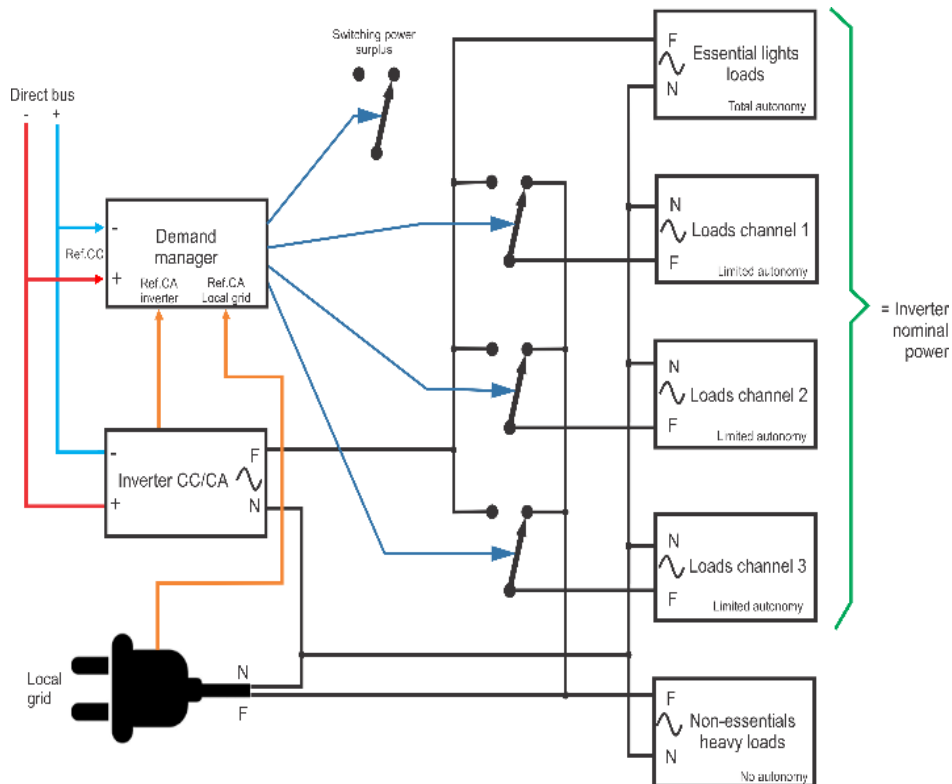 Switching power
surplus
Direct bus
- +
F
Essential lights
loads
N
Total autonomy
-
Ref.CC
+
Demand
manager
Ref.CA
inverter
Ref.CA
Local grid
N
Loads channel 1
F
Limited autonomy
= Inverter
nominal
power
N
Loads channel 2
F
Limited autonomy
-
Inverter CC/CA
+
F
N
N
Loads channel 3
F
Limited autonomy
Local
grid
N
F
F
Non-essentials
heavy loads
N
No autonomy